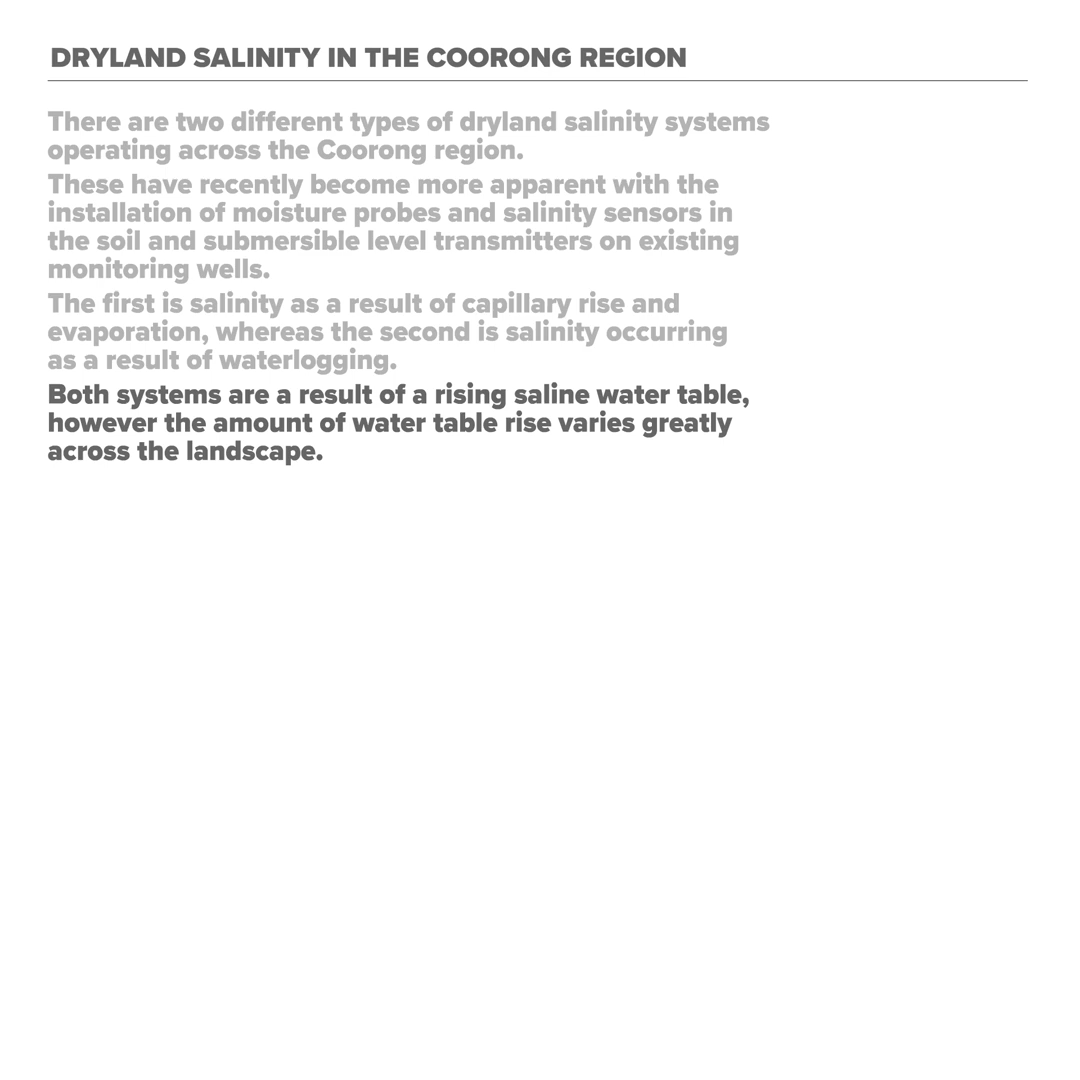 DRYLAND SALINITY IN THE COORONG REGION
There are two different types of dryland salinity systems
operating across the Coorong region.
These have recently become more apparent with the
installation of moisture probes and salinity sensors in
the soil and submersible level transmitters on existing
monitoring wells.
The first is salinity as a result of capillary rise and
evaporation, whereas the second is salinity occurring
as a result of waterlogging.
Both systems are a result of a rising saline water table,
however the amount of water table rise varies greatly
across the landscape.